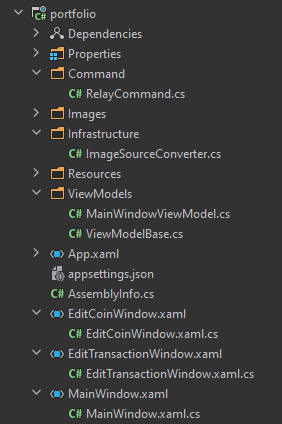 portfolio
Dependencies
Properties
Command
C# RelayCommand.cs
Images
Infrastructure
C# ImageSourceConverter.cs
Resources
ViewModels
C# MainWindowViewModel.cs
C# ViewModelBase.cs
App.xaml
appsettings.json
C# AssemblyInfo.cs
EditCoinWindow.xaml
C# EditCoinWindow.xaml.cs
EditTransactionWindow.xaml
C# EditTransactionWindow.xaml.cs
MainWindow.xaml
C# MainWindow.xaml.cs